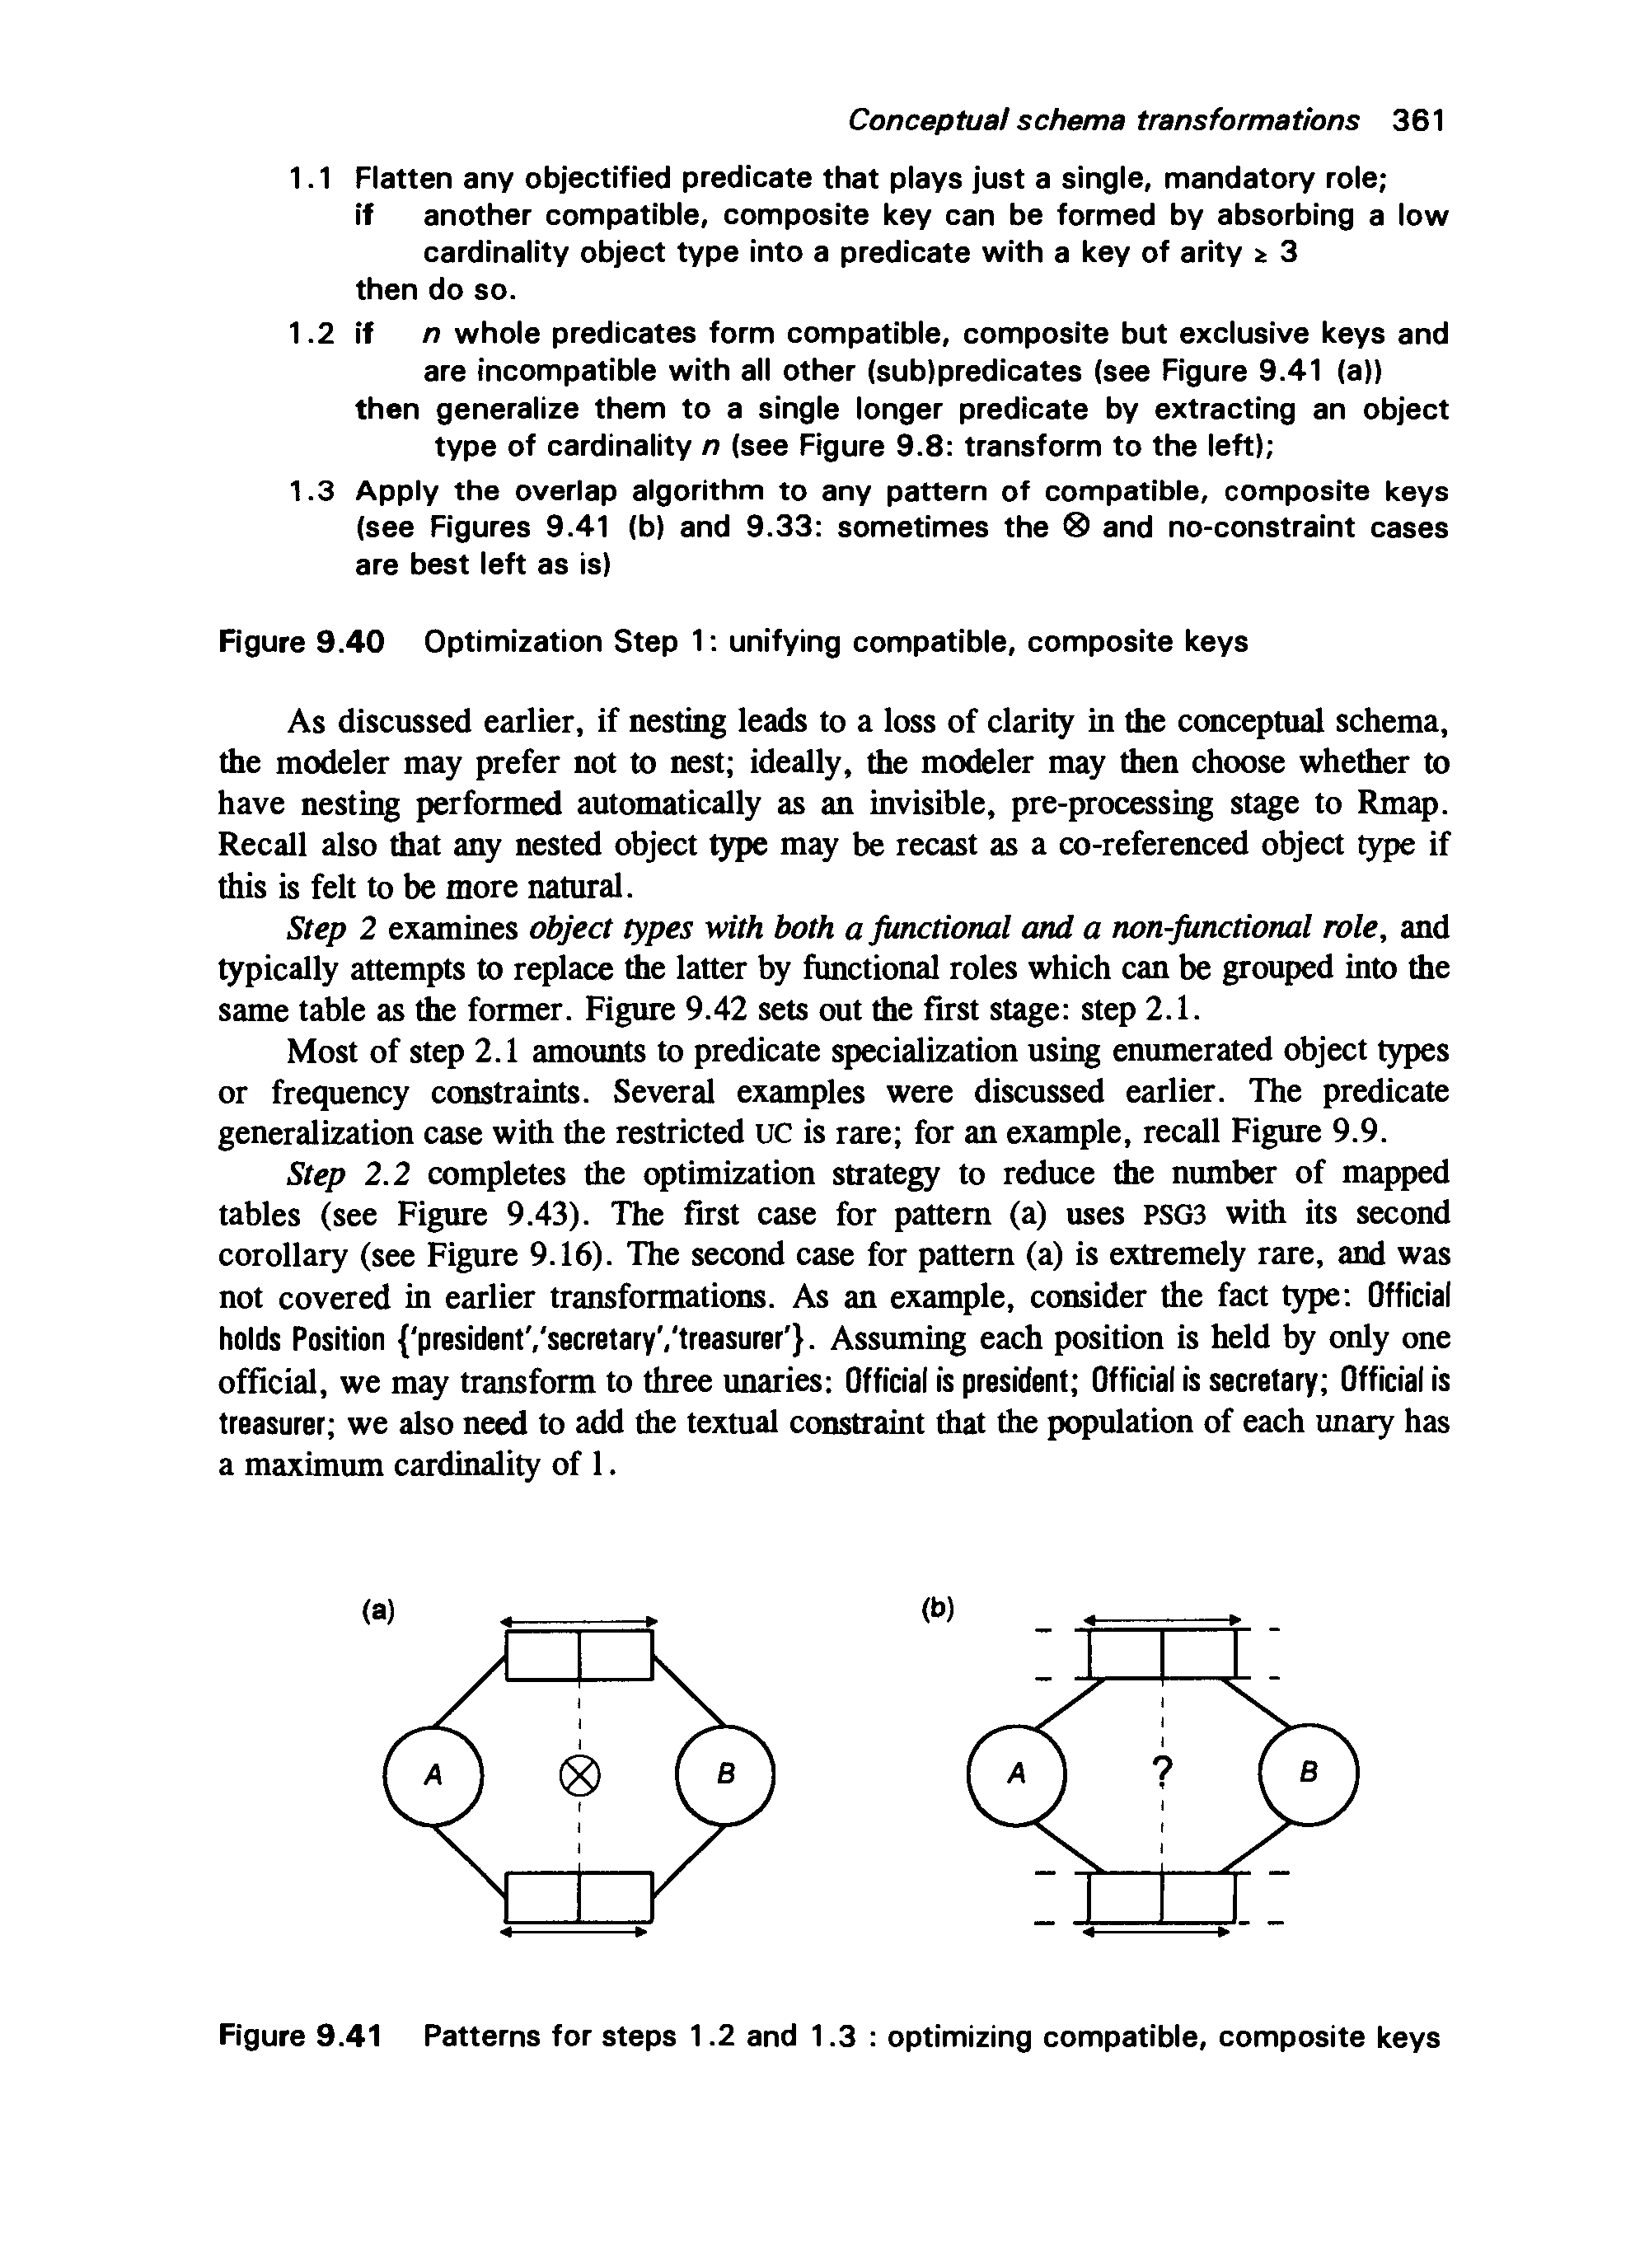 Conceptual schema transformations 361
1.1 Flatten any objectified predicate that plays just a single, mandatory role;
if another compatible, composite key can be formed by absorbing a low
cardinality object type into a predicate with a key of arity ≥ 3
then do so.
1.2 if n whole predicates form compatible, composite but exclusive keys and
are incompatible with all other (sub)predicates (see Figure 9.41 (a))
then generalize them to a single longer predicate by extracting an object
type of cardinality n (see Figure 9.8: transform to the left);
1.3 Apply the overlap algorithm to any pattern of compatible, composite keys
(see Figures 9.41 (b) and 9.33: sometimes the ⊗ and no-constraint cases
are best left as is)
Figure 9.40 Optimization Step 1: unifying compatible, composite keys
As discussed earlier, if nesting leads to a loss of clarity in the conceptual schema,
the modeler may prefer not to nest; ideally, the modeler may then choose whether to
have nesting performed automatically as an invisible, pre-processing stage to Rmap.
Recall also that any nested object type may be recast as a co-referenced object type if
this is felt to be more natural.
Step 2 examines object types with both a functional and a non-functional role, and
typically attempts to replace the latter by functional roles which can be grouped into the
same table as the former. Figure 9.42 sets out the first stage: step 2.1.
Most of step 2.1 amounts to predicate specialization using enumerated object types
or frequency constraints. Several examples were discussed earlier. The predicate
generalization case with the restricted UC is rare; for an example, recall Figure 9.9.
Step 2.2 completes the optimization strategy to reduce the number of mapped
tables (see Figure 9.43). The first case for pattern (a) uses PSG3 with its second
corollary (see Figure 9.16). The second case for pattern (a) is extremely rare, and was
not covered in earlier transformations. As an example, consider the fact type: Official
holds Position {'president','secretary','treasurer'}. Assuming each position is held by only one
official, we may transform to three unaries: Official is president; Official is secretary; Official is
treasurer; we also need to add the textual constraint that the population of each unary has
a maximum cardinality of 1.
(a)
(b)
A
B
A
?
B
Figure 9.41 Patterns for steps 1.2 and 1.3 : optimizing compatible, composite keys